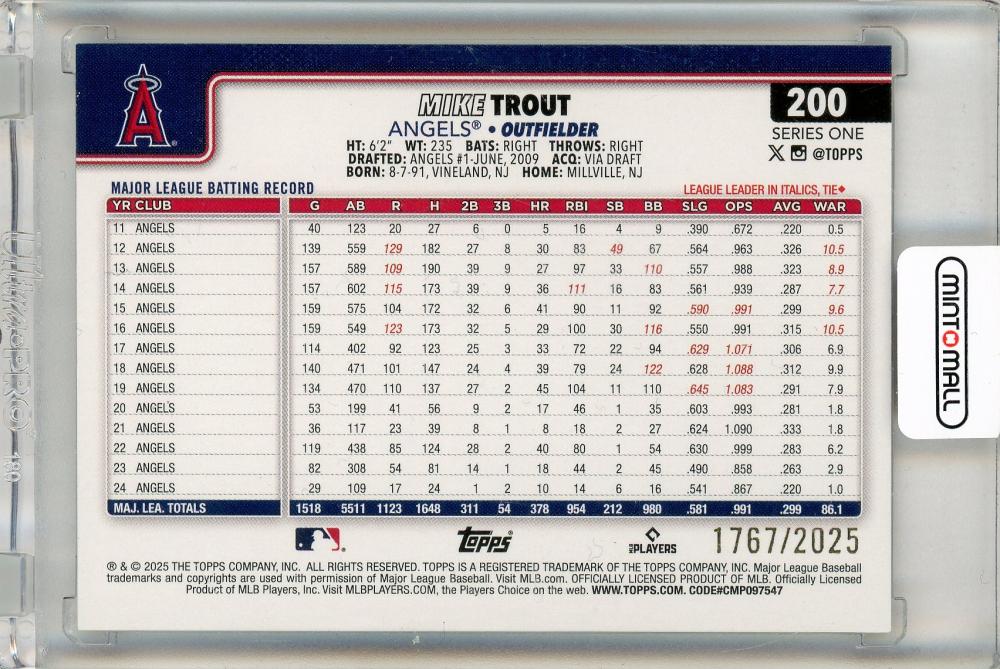 A
MIKE TROUT
200
ANGELS® • OUTFIELDER
SERIES ONE
HT: 6'2" WT: 235 BATS: RIGHT THROWS: RIGHT
@TOPPS
DRAFTED: ANGELS #1-JUNE, 2009 ACQ: VIA DRAFT
BORN: 8-7-91, VINELAND, NJ HOME: MILLVILLE, NJ
MAJOR LEAGUE BATTING RECORD LEAGUE LEADER IN ITALICS, TIE◆
YR CLUB G AB R H 2B 3B HR RBI SB BB SLG OPS AVG WAR
11 ANGELS 40 123 20 27 6 0 5 16 4 9 .390 .672 .220 0.5
12 ANGELS 139 559 129 182 27 8 30 83 49 67 .564 .963 .326 10.5
13 ANGELS 157 589 109 190 39 9 27 97 33 110 .557 .988 .323 8.9
14 ANGELS 157 602 115 173 39 9 36 111 16 83 .561 .939 .287 7.7
15 ANGELS 159 575 104 172 32 6 41 90 11 92 .590 .991 .299 9.6
16 ANGELS 159 549 123 173 32 5 29 100 30 116 .550 .991 .315 10.5
17 ANGELS 114 402 92 123 25 3 33 72 22 94 .629 1.071 .306 6.9
18 ANGELS 140 471 101 147 24 4 39 79 24 122 .628 1.088 .312 9.9
19 ANGELS 134 470 110 137 27 2 45 104 11 110 .645 1.083 .291 7.9
20 ANGELS 53 199 41 56 9 2 17 46 1 35 .603 .993 .281 1.8
21 ANGELS 36 117 23 39 8 1 8 18 2 27 .624 1.090 .333 1.8
22 ANGELS 119 438 85 124 28 2 40 80 1 54 .630 .999 .283 6.2
23 ANGELS 82 308 54 81 14 1 18 44 2 45 .490 .858 .263 2.9
24 ANGELS 29 109 17 24 1 2 10 14 6 16 .541 .867 .220 1.0
MAJ. LEA. TOTALS 1518 5511 1123 1648 311 54 378 954 212 980 .581 .991 .299 86.1
Topps
PLAYERS
1767/2025
® & © 2025 THE TOPPS COMPANY, INC. ALL RIGHTS RESERVED. TOPPS IS A REGISTERED TRADEMARK OF THE TOPPS COMPANY, INC. Major League Baseball
trademarks and copyrights are used with permission of Major League Baseball. Visit MLB.com. OFFICIALLY LICENSED PRODUCT OF MLB. Officially Licensed
Product of MLB Players, Inc. Visit MLBPLAYERS.COM, the Players Choice on the web. WWW.TOPPS.COM. CODE#CMP097547
MINTOMALL
UltraPRO®
180